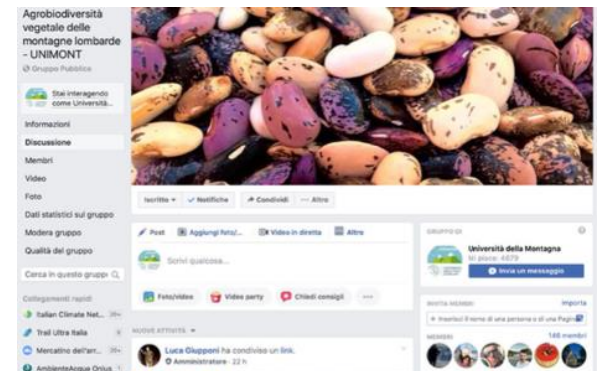 Agrobiodiversità
vegetale delle
montagne lombarde
- UNIMONT
Gruppo Pubblico
Stai interagendo
come Università...
Informazioni
Discussione
Membri
Video
Foto
Dati statistici sul gruppo
Modera gruppo
Qualità del gruppo
Cerca in questo gruppo
Collegamenti rapidi
Italian Climate Net... 20+
Trail Ultra Italia
Mercatino dell'arr... 20+
AmbienteAcqua Onlus
Iscritto Notifiche Condividi ... Altro
Post Aggiungi foto/... Video in diretta Altro
Scrivi qualcosa...
Foto/video Video party Chiedi consigli ...
NUOVE ATTIVITÀ
Luca Giupponi ha condiviso un link.
Amministratore · 22 h
GRUPPO DI
Università della Montagna
Mi piace: 4879
Invia un messaggio
INVITA MEMBRI Importa
+ Inserisci il nome di una persona o di una Pagina
MEMBRI 146 membri